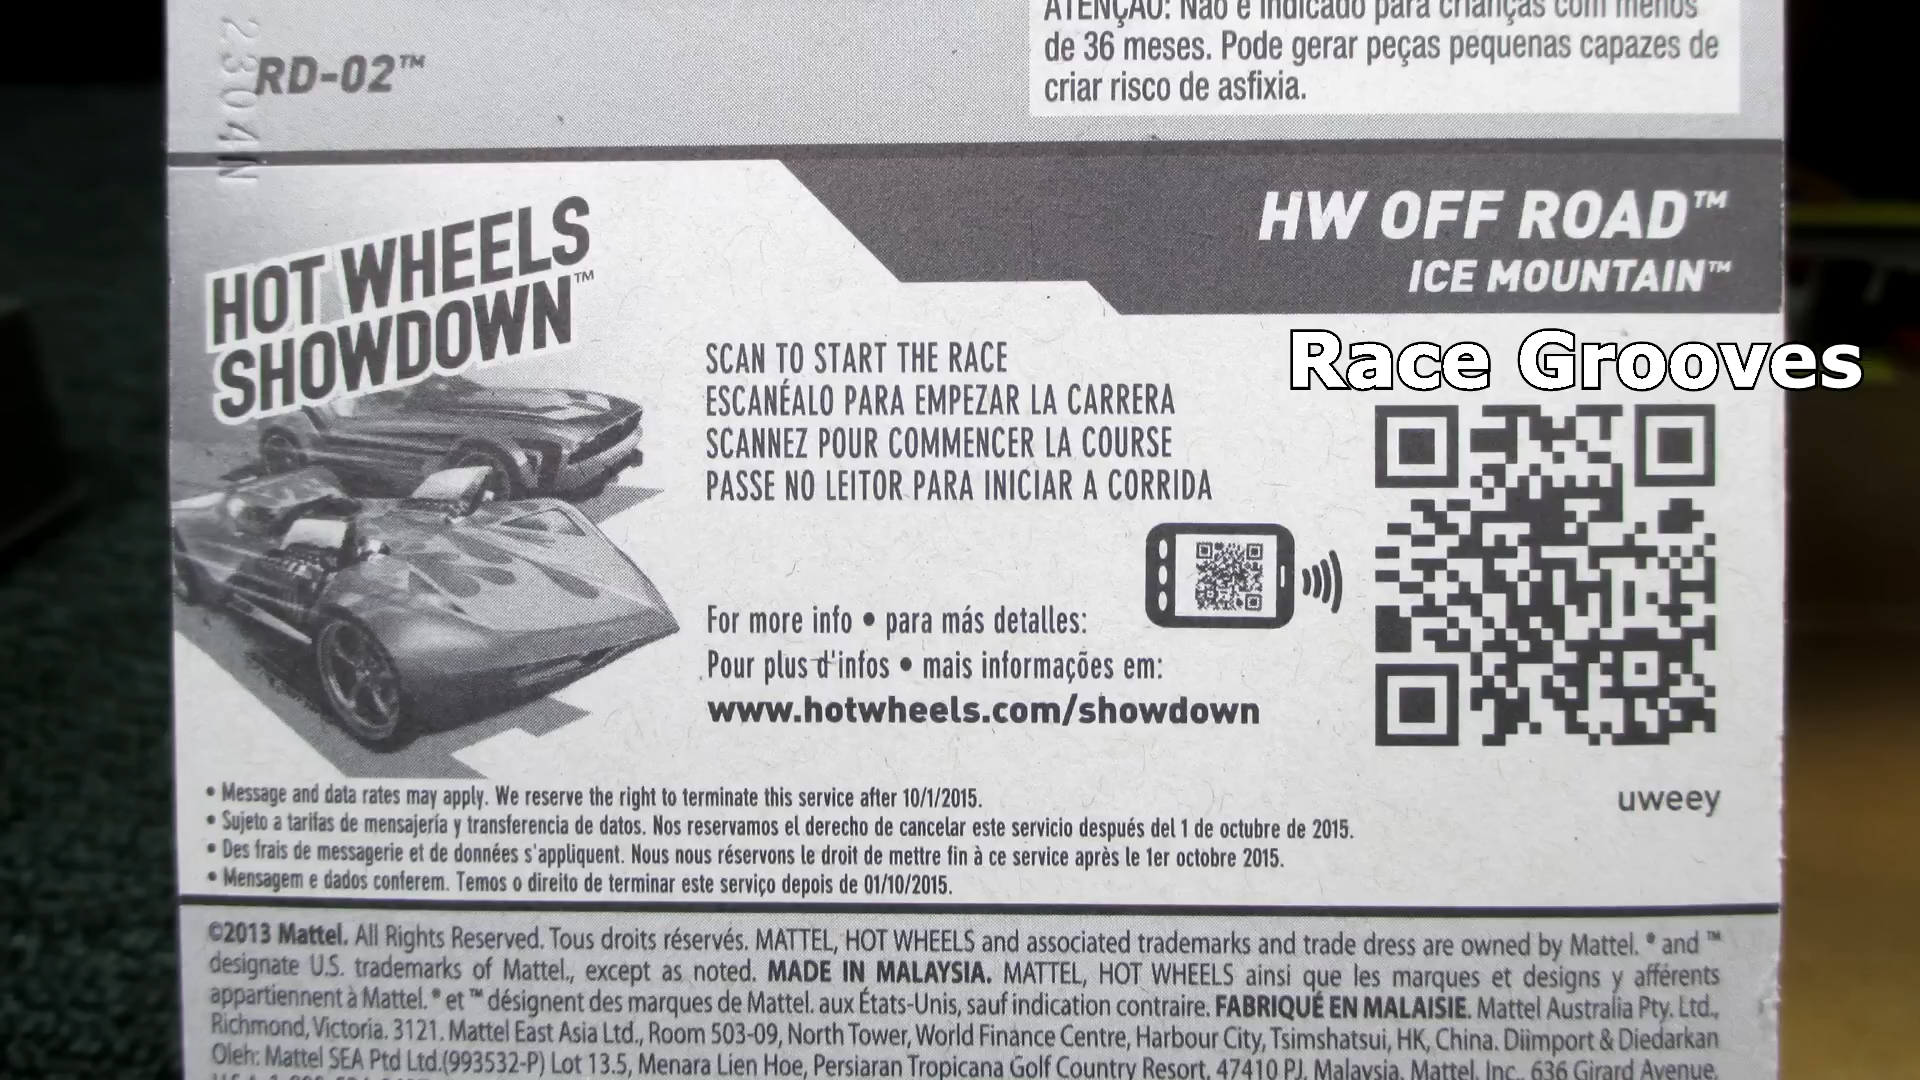 ATENÇÃO: Não é indicado para crianças com menos
de 36 meses. Pode gerar peças pequenas capazes de
criar risco de asfixia.
RD-02™
2304N
HW OFF ROAD™
ICE MOUNTAIN™
HOT WHEELS
SHOWDOWN™
Race Grooves
SCAN TO START THE RACE
ESCANÉALO PARA EMPEZAR LA CARRERA
SCANNEZ POUR COMMENCER LA COURSE
PASSE NO LEITOR PARA INICIAR A CORRIDA
For more info • para más detalles:
Pour plus d'infos • mais informações em:
www.hotwheels.com/showdown
uweey
• Message and data rates may apply. We reserve the right to terminate this service after 10/1/2015.
• Sujeto a tarifas de mensajería y transferencia de datos. Nos reservamos el derecho de cancelar este servicio después del 1 de octubre de 2015.
• Des frais de messagerie et de données s'appliquent. Nous nous réservons le droit de mettre fin à ce service après le 1er octobre 2015.
• Mensagem e dados conferem. Temos o direito de terminar este serviço depois de 01/10/2015.
©2013 Mattel. All Rights Reserved. Tous droits réservés. MATTEL, HOT WHEELS and associated trademarks and trade dress are owned by Mattel. ® and ™
designate U.S. trademarks of Mattel, except as noted. MADE IN MALAYSIA. MATTEL, HOT WHEELS ainsi que les marques et designs y afférents
appartiennent à Mattel. ® et ™ désignent des marques de Mattel. aux États-Unis, sauf indication contraire. FABRIQUÉ EN MALAISIE. Mattel Australia Pty. Ltd.,
Richmond, Victoria. 3121. Mattel East Asia Ltd., Room 503-09, North Tower, World Finance Centre, Harbour City, Tsimshatsui, HK, China. Diimport & Diedarkan
Oleh: Mattel SEA Ptd Ltd.(993532-P) Lot 13.5, Menara Lien Hoe, Persiaran Tropicana Golf Country Resort, 47410 PJ. Malaysia. Mattel, Inc., 636 Girard Avenue,